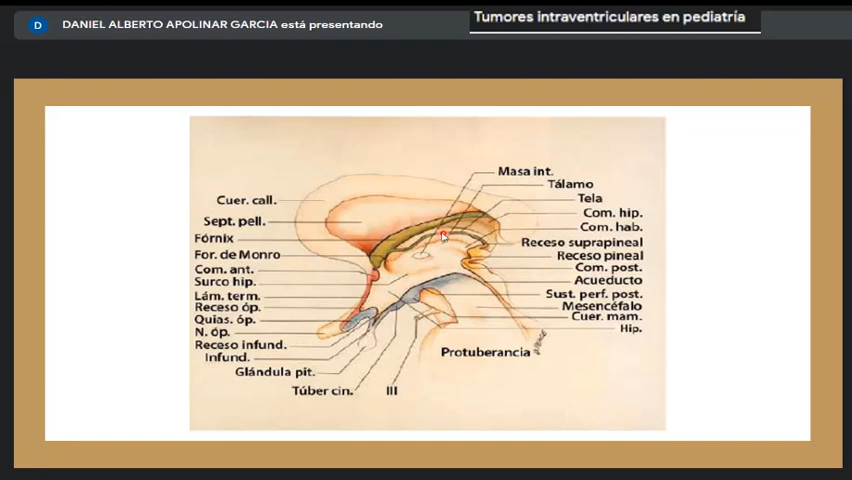 D DANIEL ALBERTO APOLINAR GARCIA está presentando
Tumores intraventriculares en pediatría
Masa int.
Tálamo
Tela
Com. hip.
Com. hab.
Receso suprapineal
Receso pineal
Com. post.
Acueducto
Sust. perf. post.
Mesencéfalo
Cuer. mam.
Hip.
Cuer. call.
Sept. pell.
Fórnix
For. de Monro
Com. ant.
Surco hip.
Lám. term.
Receso óp.
Quias. óp.
N. óp.
Receso infund.
Infund.
Glándula pit.
Túber cin.
III
Protuberancia